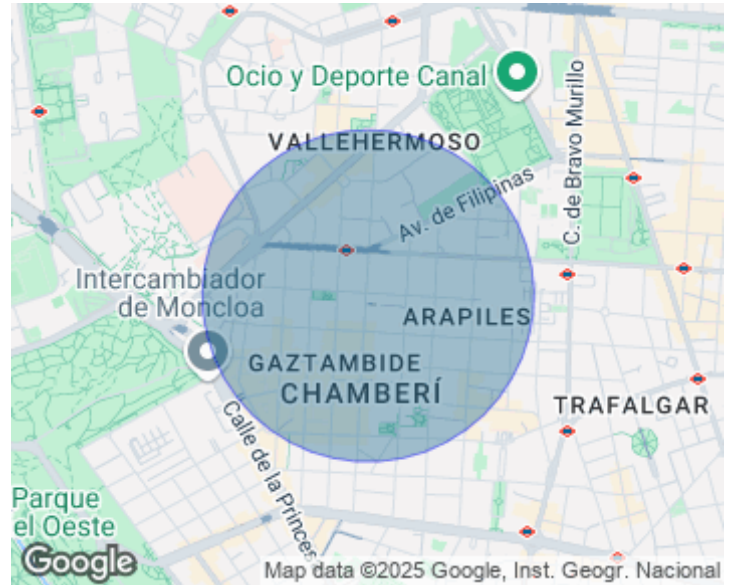 Ocio y Deporte Canal
VALLEHERMOSO
C. de Bravo Murillo
Av. de Filipinas
Intercambiador
de Moncloa
ARAPILES
GAZTAMBIDE
CHAMBERÍ
TRAFALGAR
Calle de la Princes
Parque
el Oeste
Google
Map data ©2025 Google, Inst. Geogr. Nacional